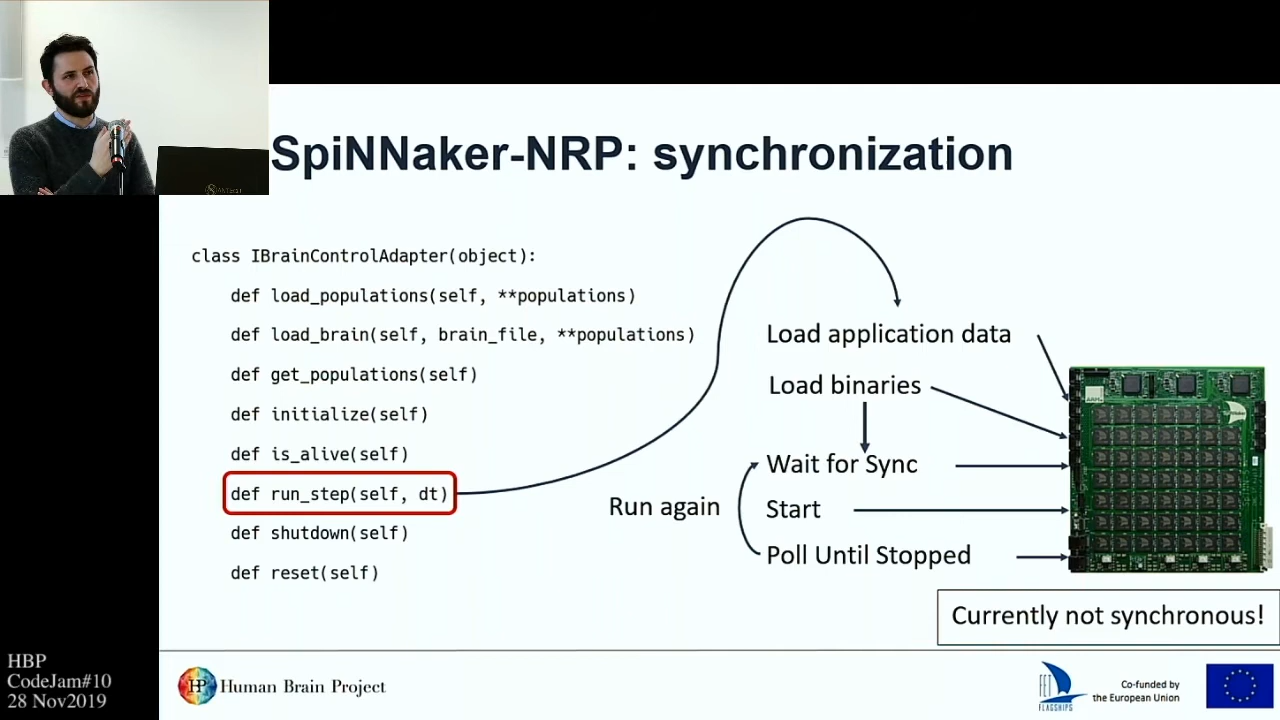 SpiNNaker-NRP: synchronization
class IBrainControlAdapter(object):
def load_populations(self, **populations)
def load_brain(self, brain_file, **populations)
def get_populations(self)
def initialize(self)
def is_alive(self)
def run_step(self, dt)
def shutdown(self)
def reset(self)
Load application data
Load binaries
Wait for Sync
Run again
Start
Poll Until Stopped
Currently not synchronous!
HBP
CodeJam#10
28 Nov2019
HP
Human Brain Project
FET
FLAGSHIPS
Co-funded by
the European Union